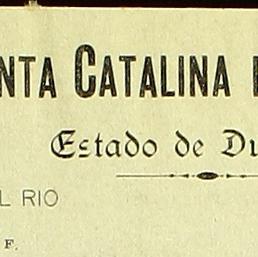 NTA CATALINA
Estado de Du
L RIO
F.